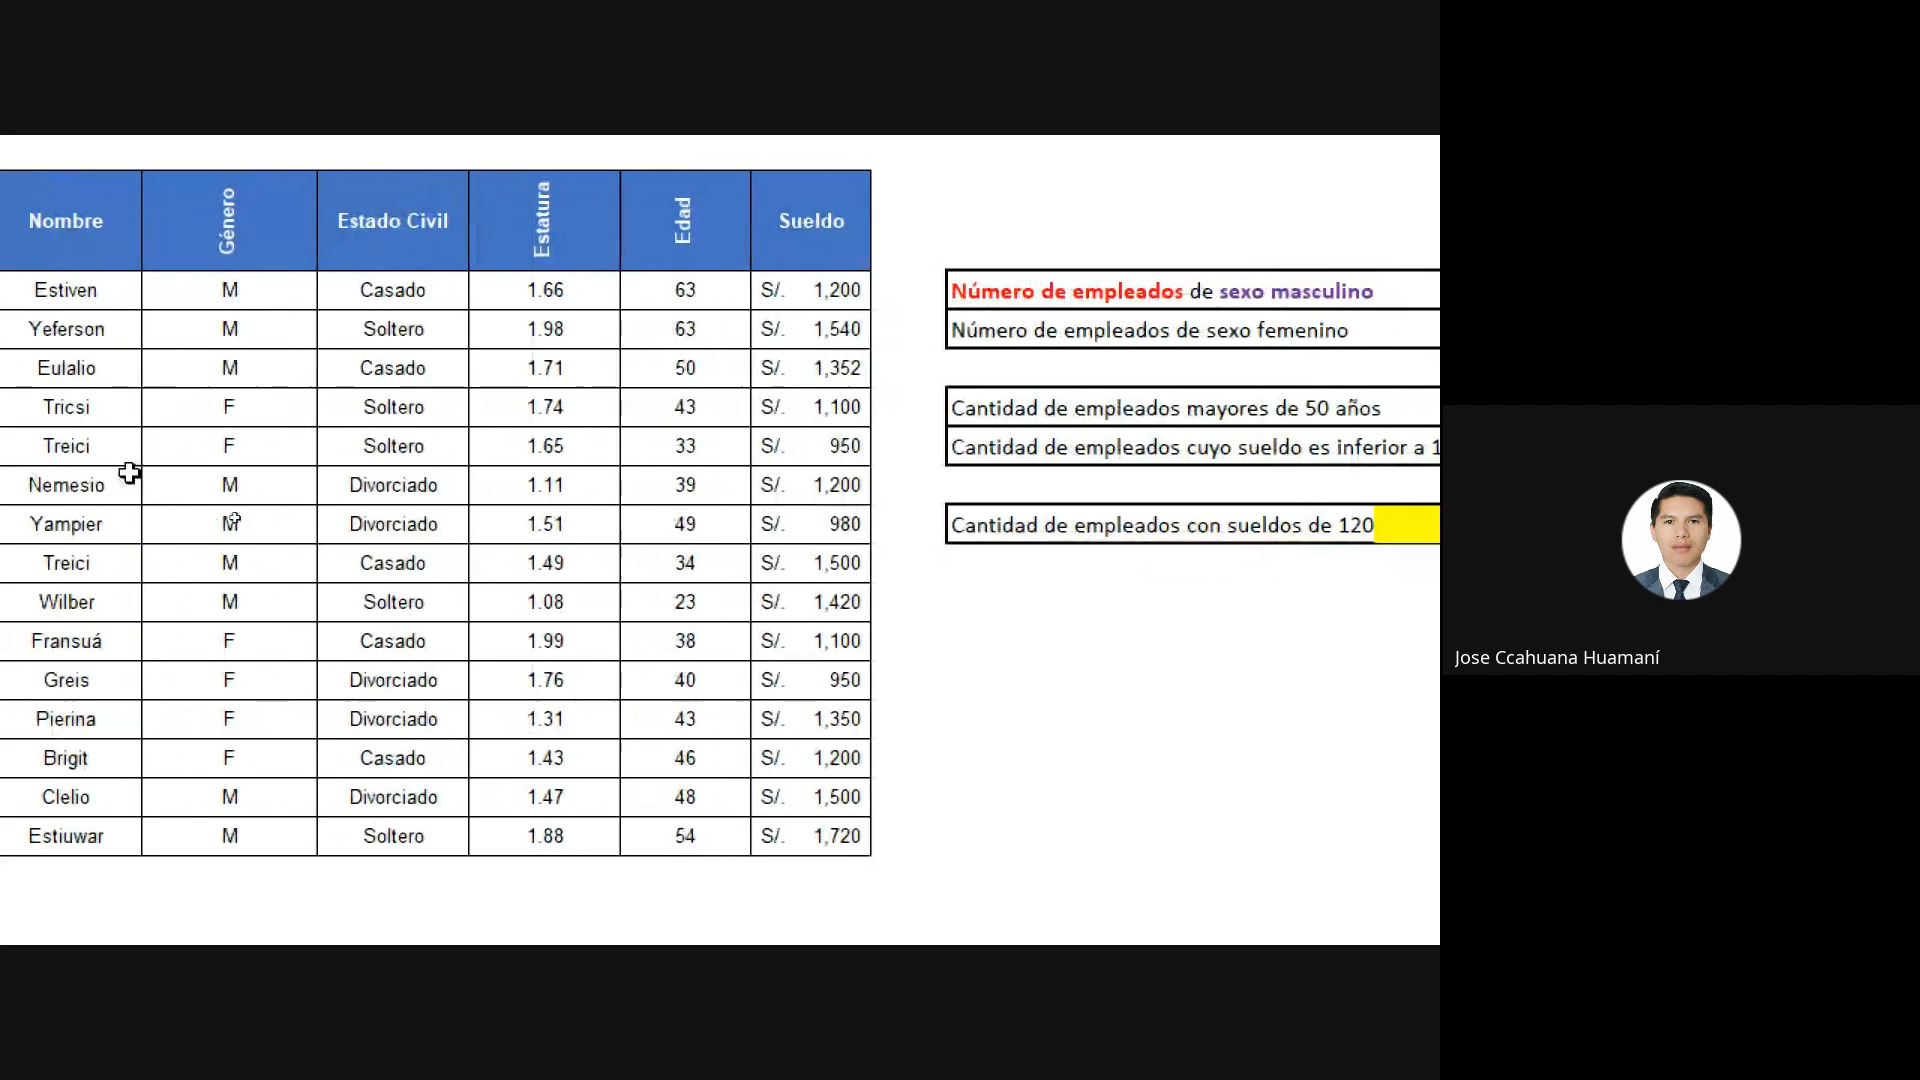 Nombre Género Estado Civil Estatura Edad Sueldo
Estiven M Casado 1.66 63 S/. 1,200
Yeferson M Soltero 1.98 63 S/. 1,540
Eulalio M Casado 1.71 50 S/. 1,352
Tricsi F Soltero 1.74 43 S/. 1,100
Treici F Soltero 1.65 33 S/. 950
Nemesio M Divorciado 1.11 39 S/. 1,200
Yampier M Divorciado 1.51 49 S/. 980
Treici M Casado 1.49 34 S/. 1,500
Wilber M Soltero 1.08 23 S/. 1,420
Fransuá F Casado 1.99 38 S/. 1,100
Greis F Divorciado 1.76 40 S/. 950
Pierina F Divorciado 1.31 43 S/. 1,350
Brigit F Casado 1.43 46 S/. 1,200
Clelio M Divorciado 1.47 48 S/. 1,500
Estiuwar M Soltero 1.88 54 S/. 1,720
Número de empleados de sexo masculino
Número de empleados de sexo femenino
Cantidad de empleados mayores de 50 años
Cantidad de empleados cuyo sueldo es inferior a 1
Cantidad de empleados con sueldos de 120
Jose Ccahuana Huamaní